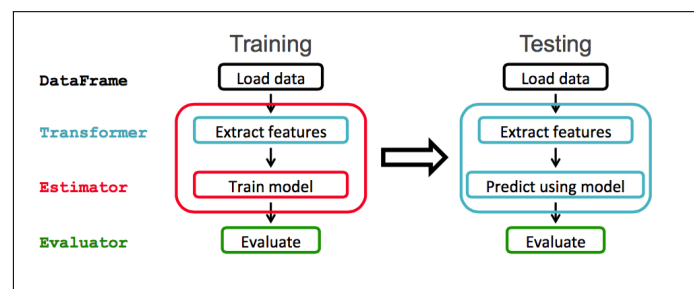 Training Testing
DataFrame Load data Load data
Transformer Extract features Extract features
Estimator Train model Predict using model
Evaluator Evaluate Evaluate